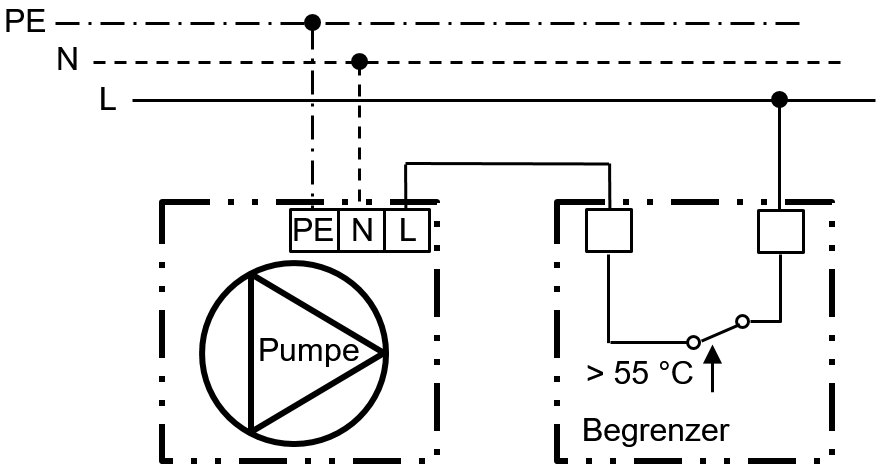 PE
N
L
PE N L
Pumpe
> 55 °C
Begrenzer